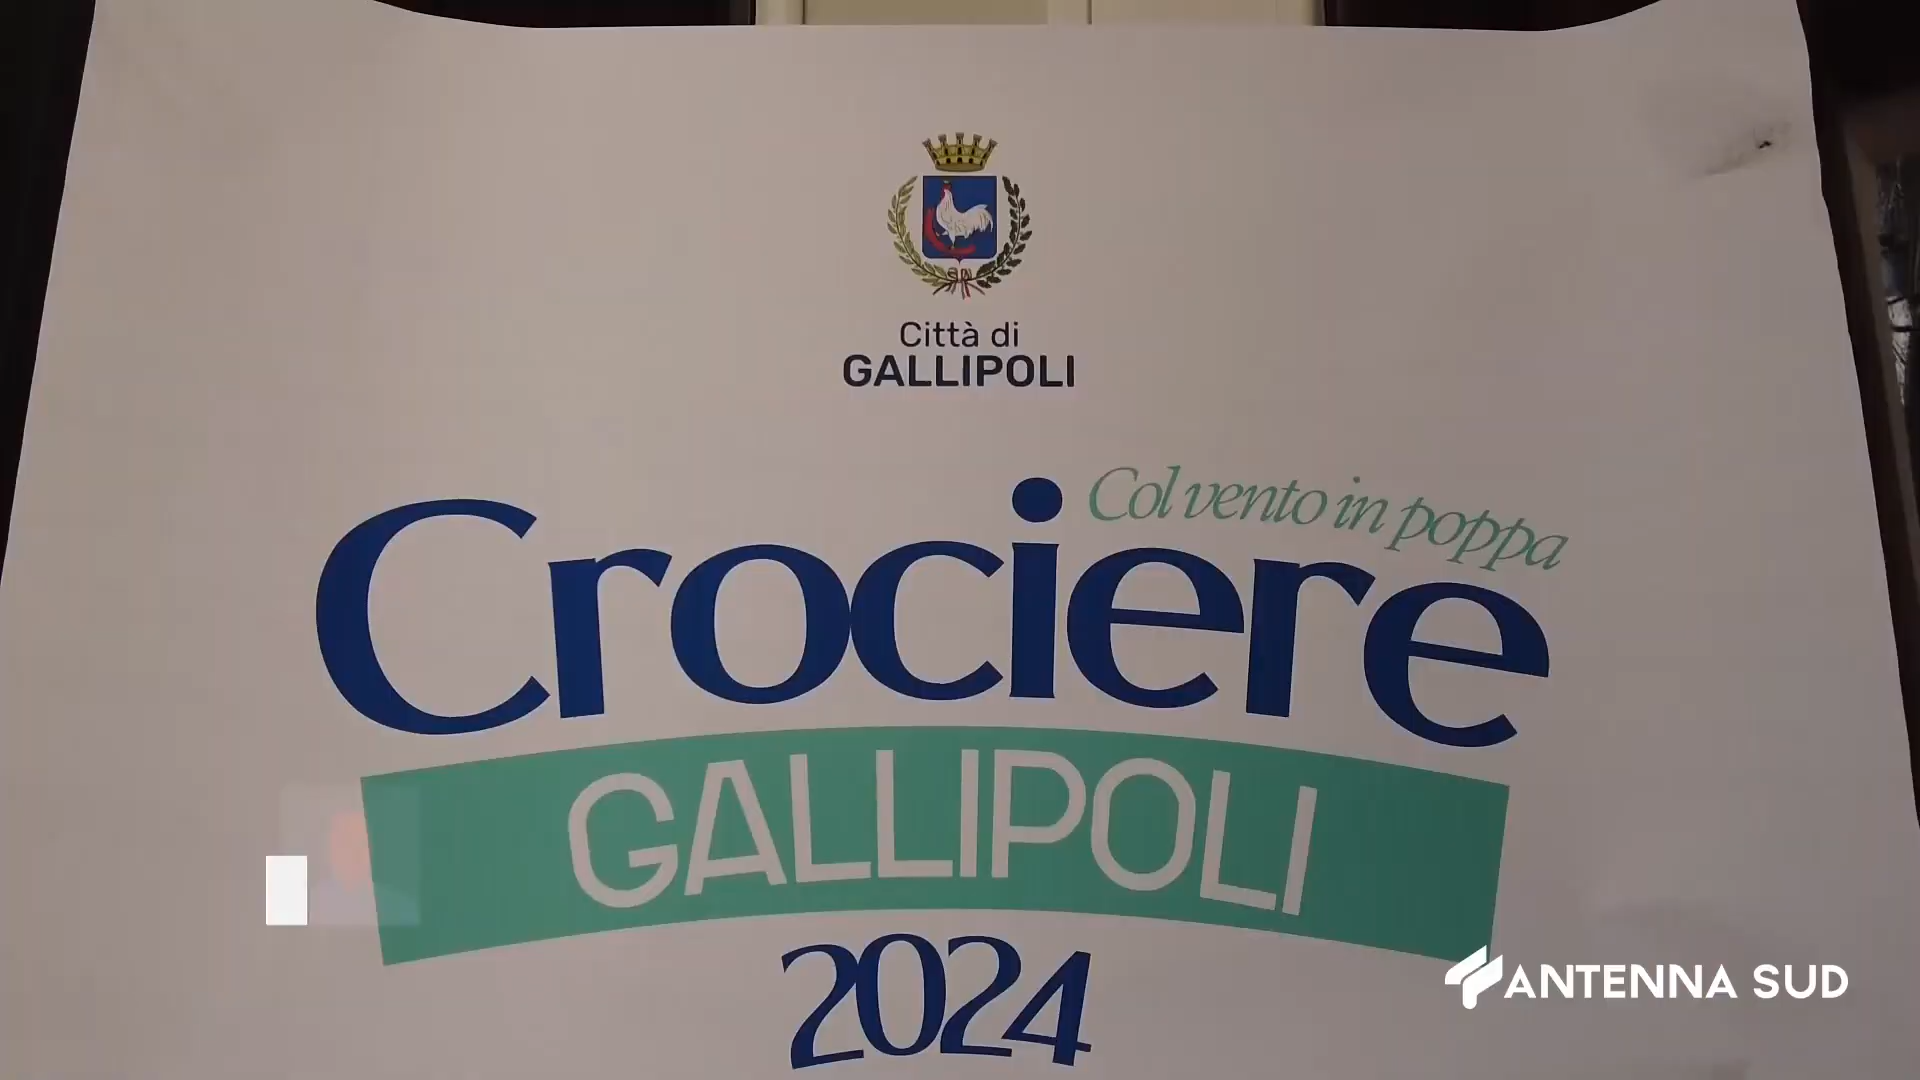 Città di
GALLIPOLI
Col vento in poppa
Crociere
GALLIPOLI
2024
ANTENNA SUD